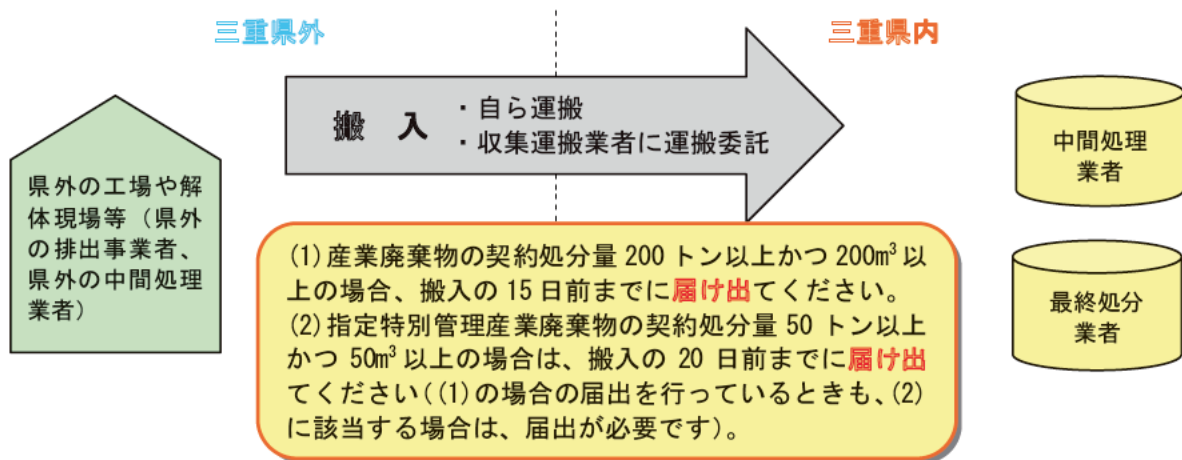 三重県外
三重県内
搬 入
・自ら運搬
・収集運搬業者に運搬委託
県外の工場や解
体現場等(県外
の排出事業者、
県外の中間処理
業者)
中間処理
業者
最終処分
業者
(1)産業廃棄物の契約処分量 200 トン以上かつ 200m³以
上の場合、搬入の 15 日前までに届け出てください。
(2)指定特別管理産業廃棄物の契約処分量 50 トン以上
かつ 50m³以上の場合は、搬入の 20 日前までに届け出
てください((1)の場合の届出を行っているときも、(2)
に該当する場合は、届出が必要です)。